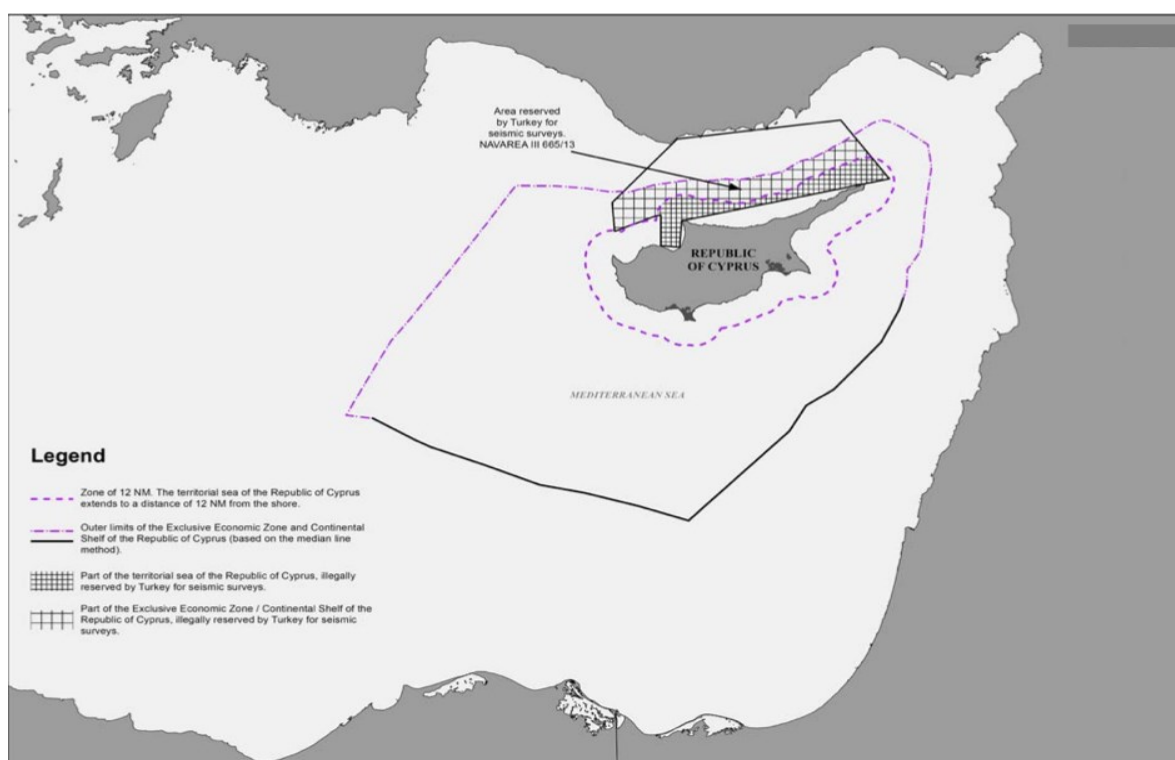 Area reserved
by Turkey for
seismic surveys.
NAVAREA III 665/13
REPUBLIC
OF CYPRUS
MEDITERRANEAN SEA
Legend
Zone of 12 NM. The territorial sea of the Republic of Cyprus
extends to a distance of 12 NM from the shore.
Outer limits of the Exclusive Economic Zone and Continental
Shelf of the Republic of Cyprus (based on the median line
method).
Part of the territorial sea of the Republic of Cyprus, illegally
reserved by Turkey for seismic surveys.
Part of the Exclusive Economic Zone / Continental Shelf of the
Republic of Cyprus, illegally reserved by Turkey for seismic
surveys.